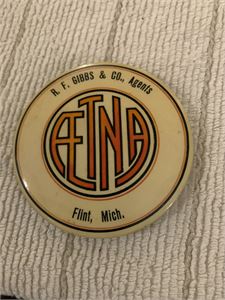 R. F. GIBBS & CO., Agents
ÆTNA
Flint, Mich.